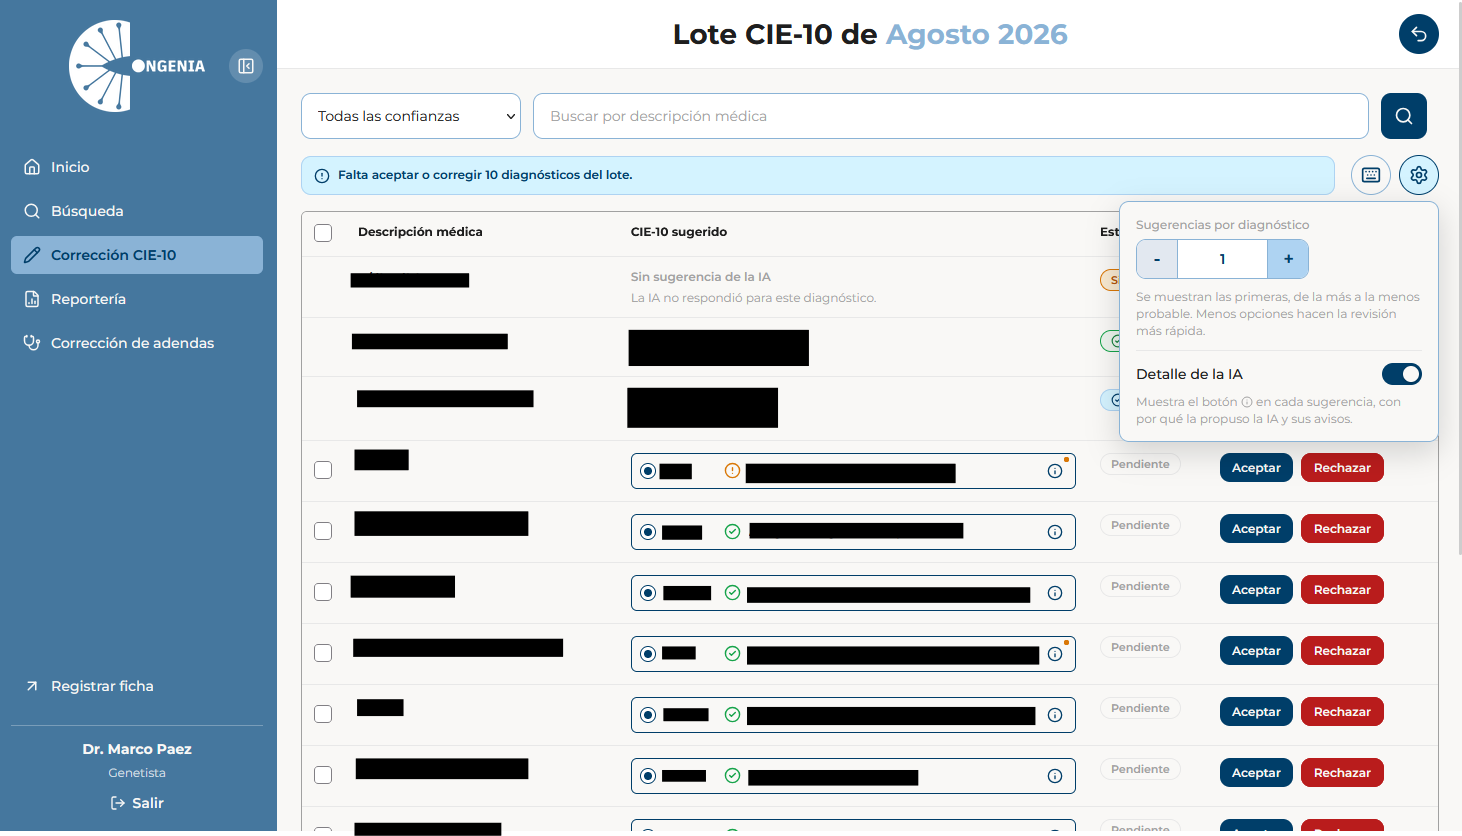 ONGENIA
Inicio
Búsqueda
Corrección CIE-10
Reportería
Corrección de adendas
Registrar ficha
Dr. Marco Paez
Genetista
Salir
Lote CIE-10 de Agosto 2026
Todas las confianzas
Buscar por descripción médica
Falta aceptar o corregir 10 diagnósticos del lote.
Descripción médica
CIE-10 sugerido
Est
Sin sugerencia de la IA
La IA no respondió para este diagnóstico.
S
Sugerencias por diagnóstico
- 1 +
Se muestran las primeras, de la más a la menos
probable. Menos opciones hacen la revisión
más rápida.
Detalle de la IA
Muestra el botón ⓘ en cada sugerencia, con
por qué la propuso la IA y sus avisos.
Pendiente Aceptar Rechazar
Pendiente Aceptar Rechazar
Pendiente Aceptar Rechazar
Pendiente Aceptar Rechazar
Pendiente Aceptar Rechazar
Pendiente Aceptar Rechazar